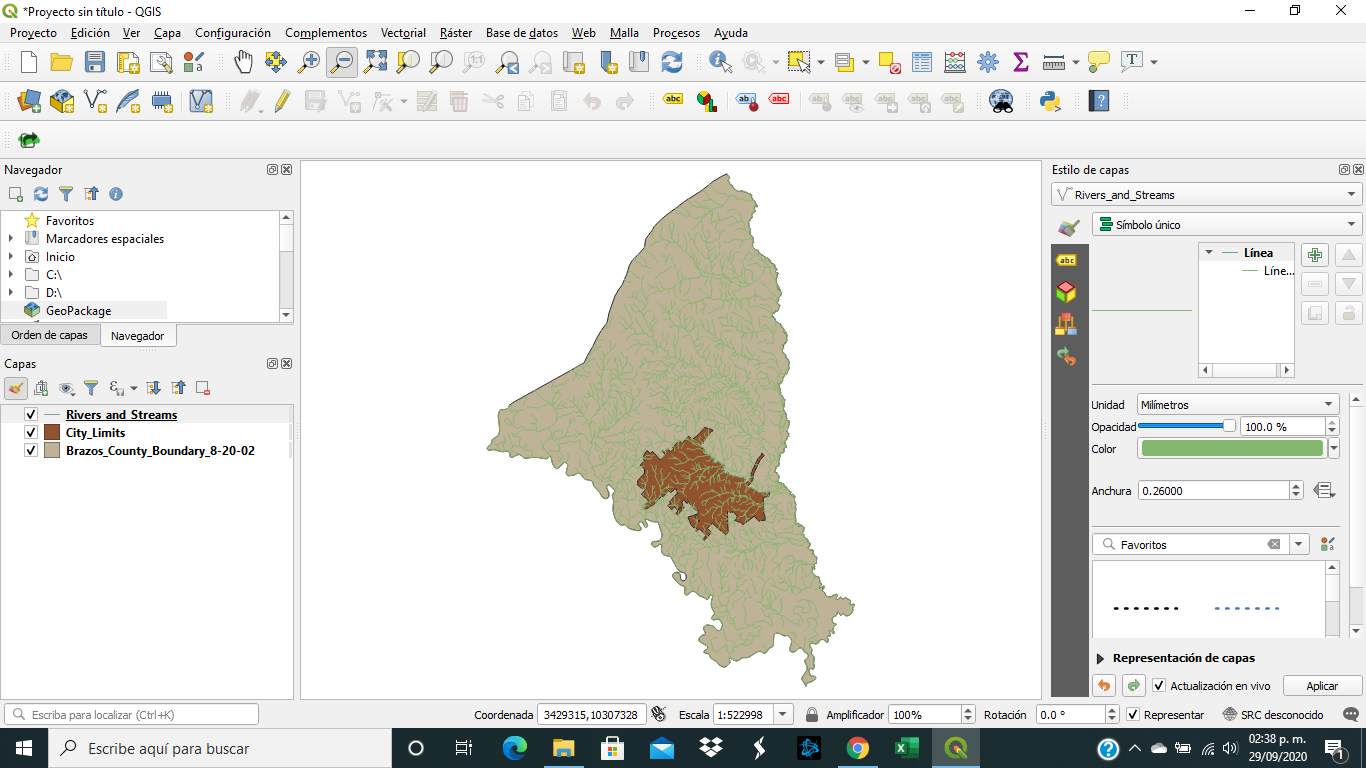 *Proyecto sin título - QGIS
Proyecto Edición Ver Capa Configuración Complementos Vectorial Ráster Base de datos Web Malla Procesos Ayuda
Navegador
Favoritos
Marcadores espaciales
Inicio
C:\
D:\
GeoPackage
Orden de capas Navegador
Capas
Rivers_and_Streams
City_Limits
Brazos_County_Boundary_8-20-02
Estilo de capas
Rivers_and_Streams
Símbolo único
Línea
Líne...
Unidad Milímetros
Opacidad 100.0 %
Color
Anchura 0.26000
Favoritos
Representación de capas
Actualización en vivo Aplicar
Escriba para localizar (Ctrl+K) Coordenada 3429315,10307328 Escala 1:522998 Amplificador 100% Rotación 0.0 ° Representar SRC desconocido
Escribe aquí para buscar
02:38 p. m.
29/09/2020
1